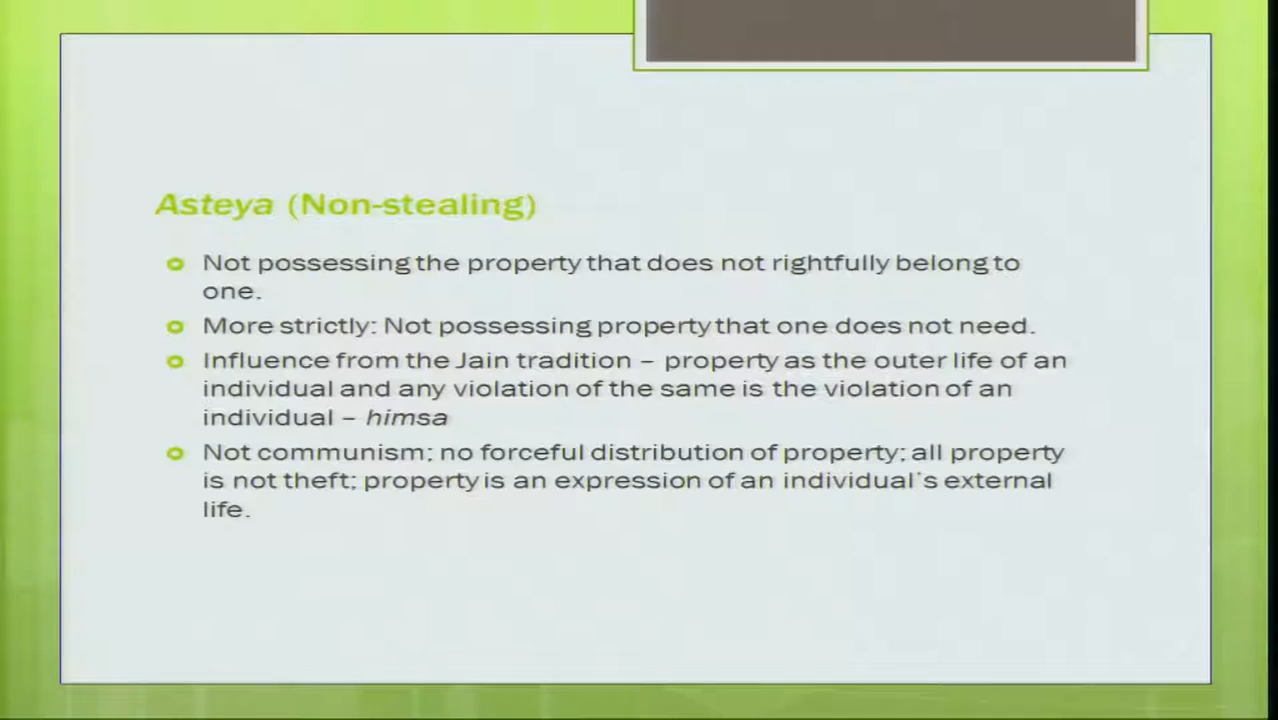 Asteya (Non-stealing)
Not possessing the property that does not rightfully belong to
one.
More strictly: Not possessing property that one does not need.
Influence from the Jain tradition – property as the outer life of an
individual and any violation of the same is the violation of an
individual – himsa
Not communism; no forceful distribution of property; all property
is not theft; property is an expression of an individual's external
life.